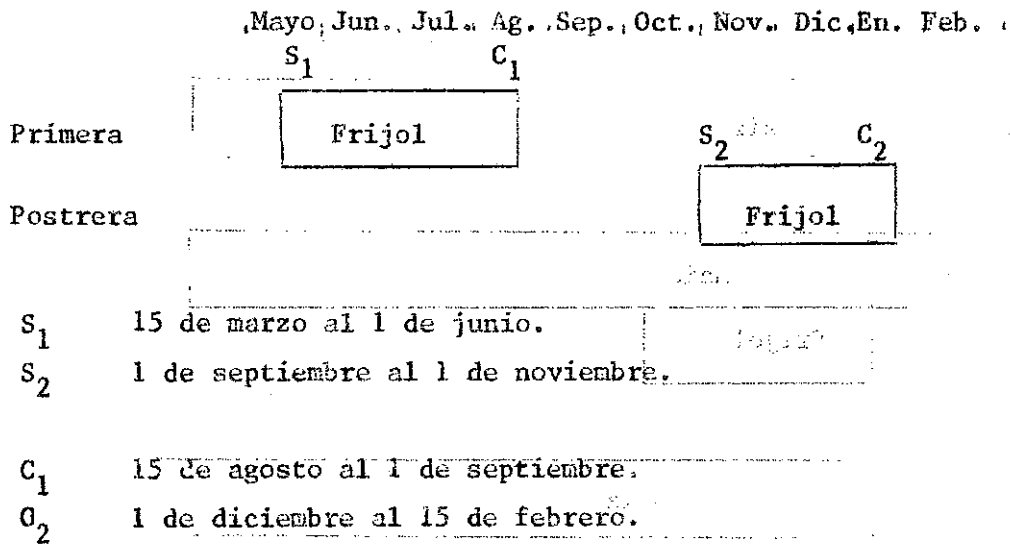 Mayo, Jun. Jul. Ag. Sep. Oct. Nov. Dic. En. Feb.
S1 C1
Primera Frijol S2 C2
Postrera Frijol
S1 15 de marzo al 1 de junio.
S2 1 de septiembre al 1 de noviembre.
C1 15 de agosto al 1 de septiembre.
C2 1 de diciembre al 15 de febrero.